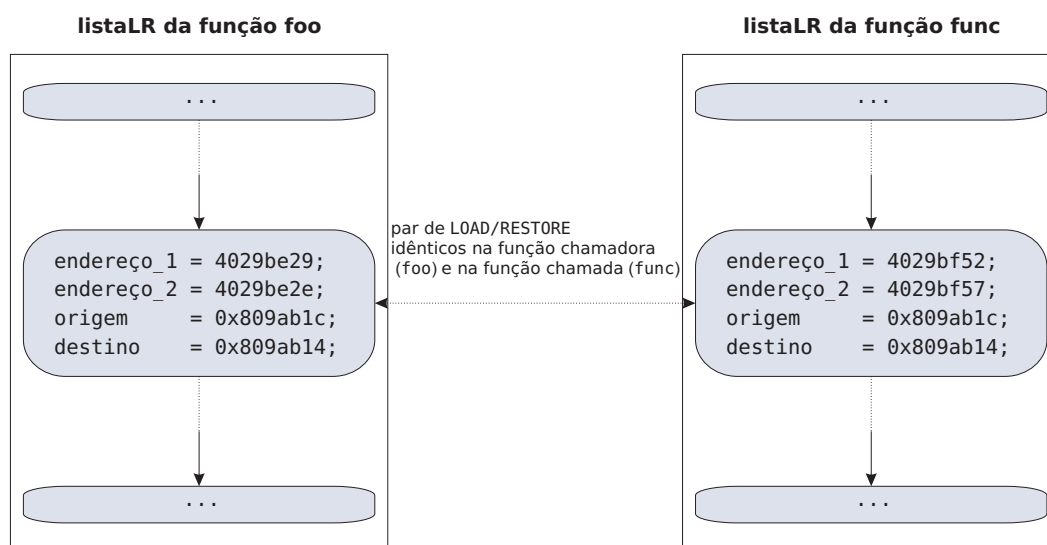 listaLR da função foo
...
endereço_1 = 4029be29;
endereço_2 = 4029be2e;
origem     = 0x809ab1c;
destino    = 0x809ab14;
...
par de LOAD/RESTORE
idênticos na função chamadora
(foo) e na função chamada (func)
listaLR da função func
...
endereço_1 = 4029bf52;
endereço_2 = 4029bf57;
origem     = 0x809ab1c;
destino    = 0x809ab14;
...